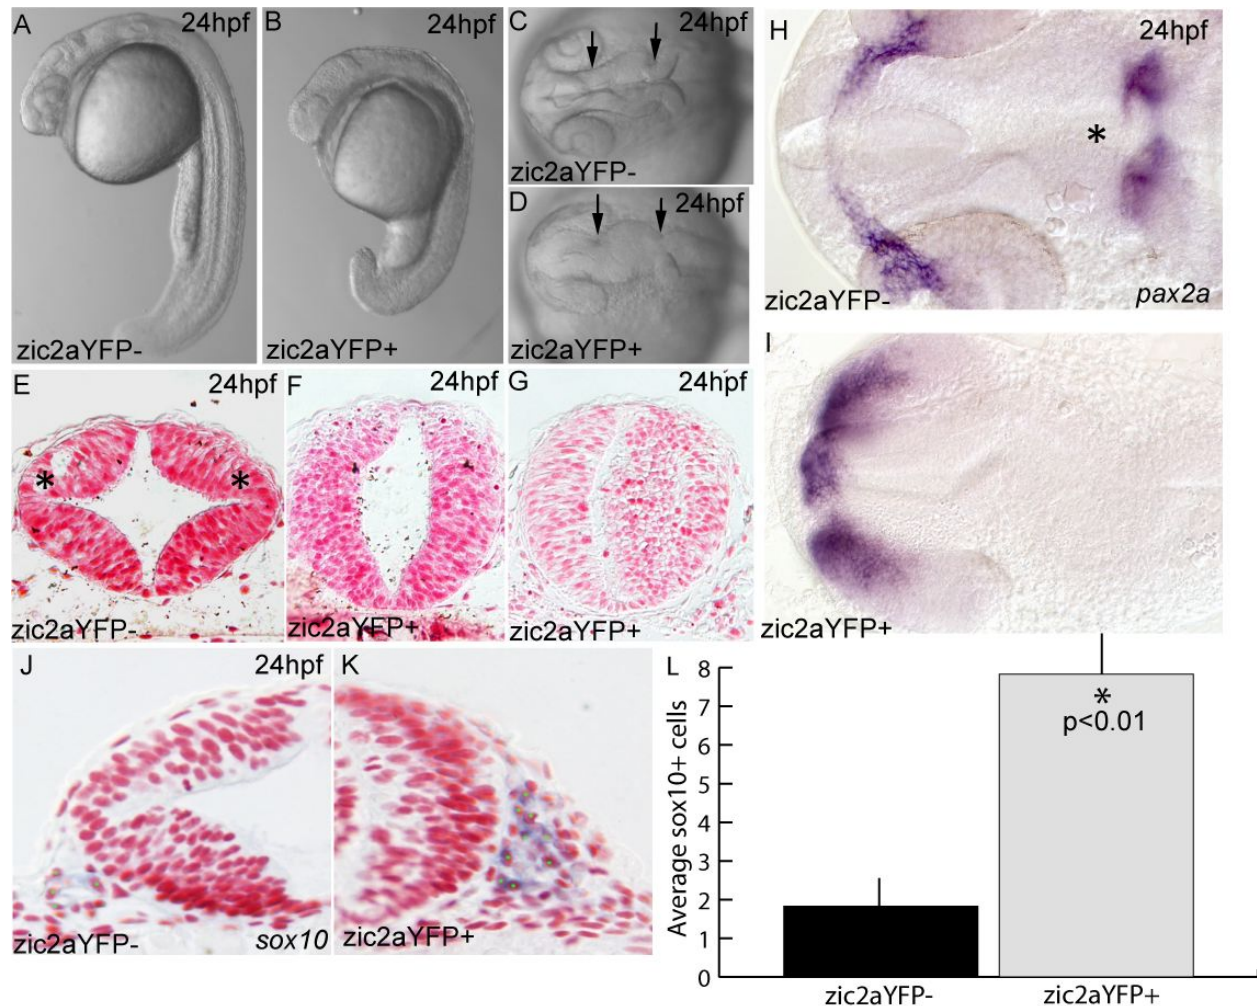 A 24hpf
zic2aYFP-
B 24hpf
zic2aYFP+
C 24hpf
zic2aYFP-
D 24hpf
zic2aYFP+
E 24hpf
*
*
zic2aYFP-
F 24hpf
zic2aYFP+
G 24hpf
zic2aYFP+
H 24hpf
*
zic2aYFP-
pax2a
I
zic2aYFP+
J 24hpf
zic2aYFP-
sox10
K
zic2aYFP+
L
Average sox10+ cells
8
7
6
5
4
3
2
1
0
*
p<0.01
zic2aYFP-
zic2aYFP+